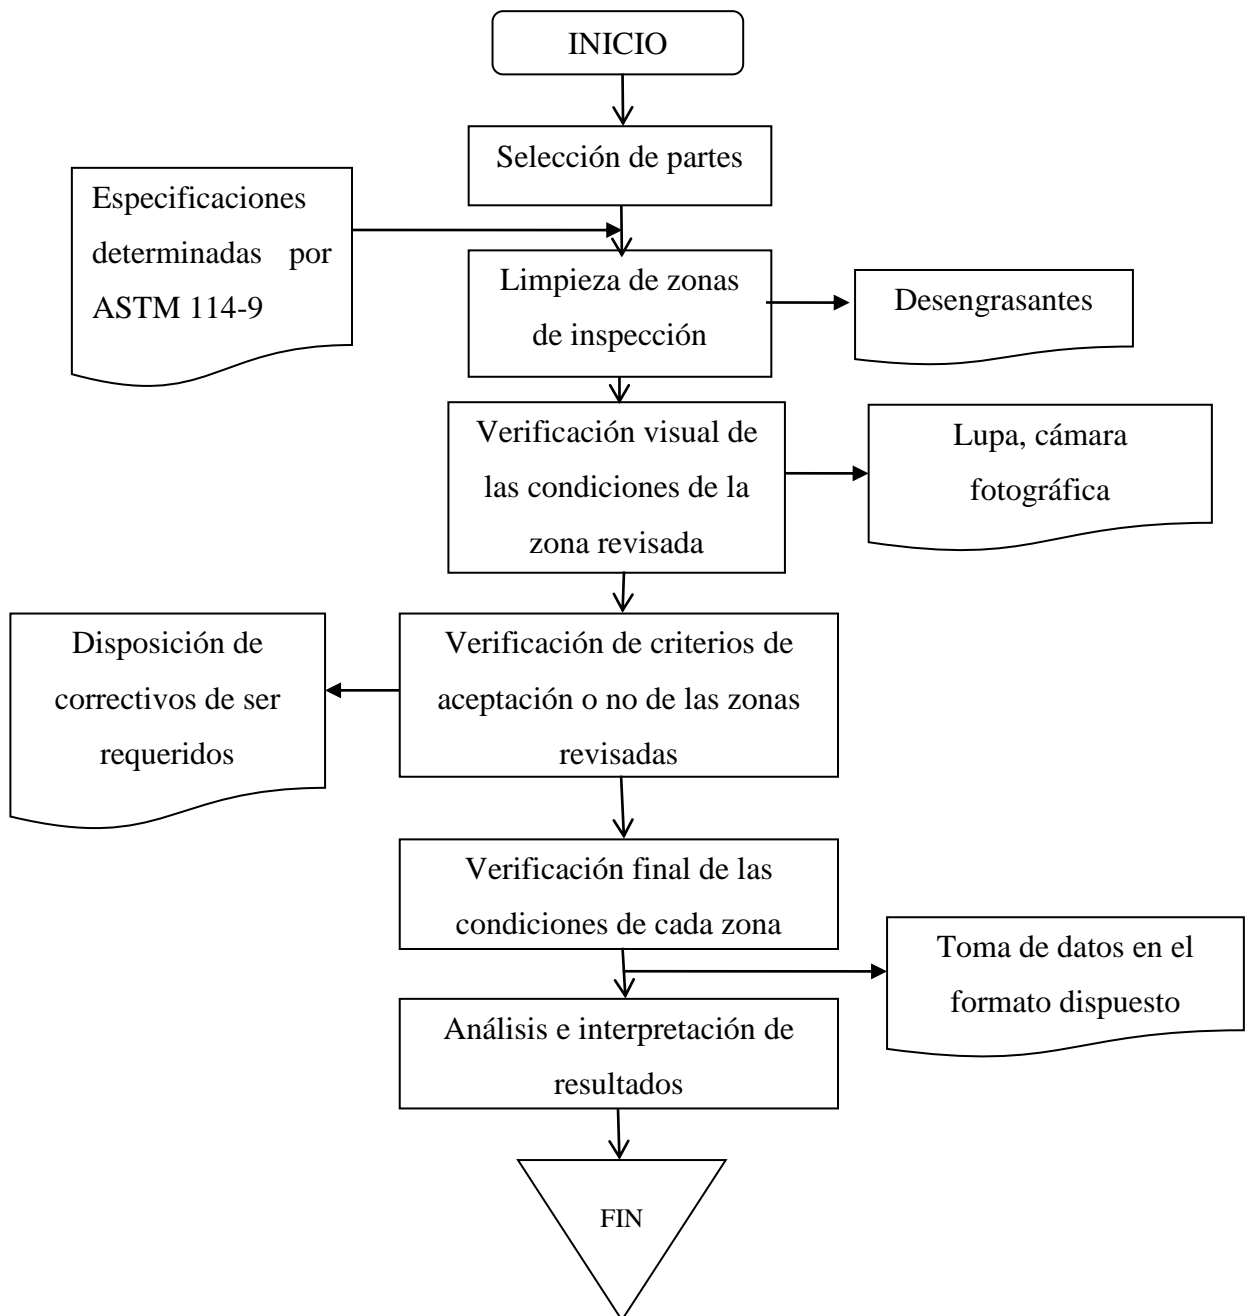 INICIO
Selección de partes
Especificaciones
determinadas por
ASTM 114-9
Limpieza de zonas
de inspección
Desengrasantes
Verificación visual de
las condiciones de la
zona revisada
Lupa, cámara
fotográfica
Disposición de
correctivos de ser
requeridos
Verificación de criterios de
aceptación o no de las zonas
revisadas
Verificación final de las
condiciones de cada zona
Toma de datos en el
formato dispuesto
Análisis e interpretación de
resultados
FIN